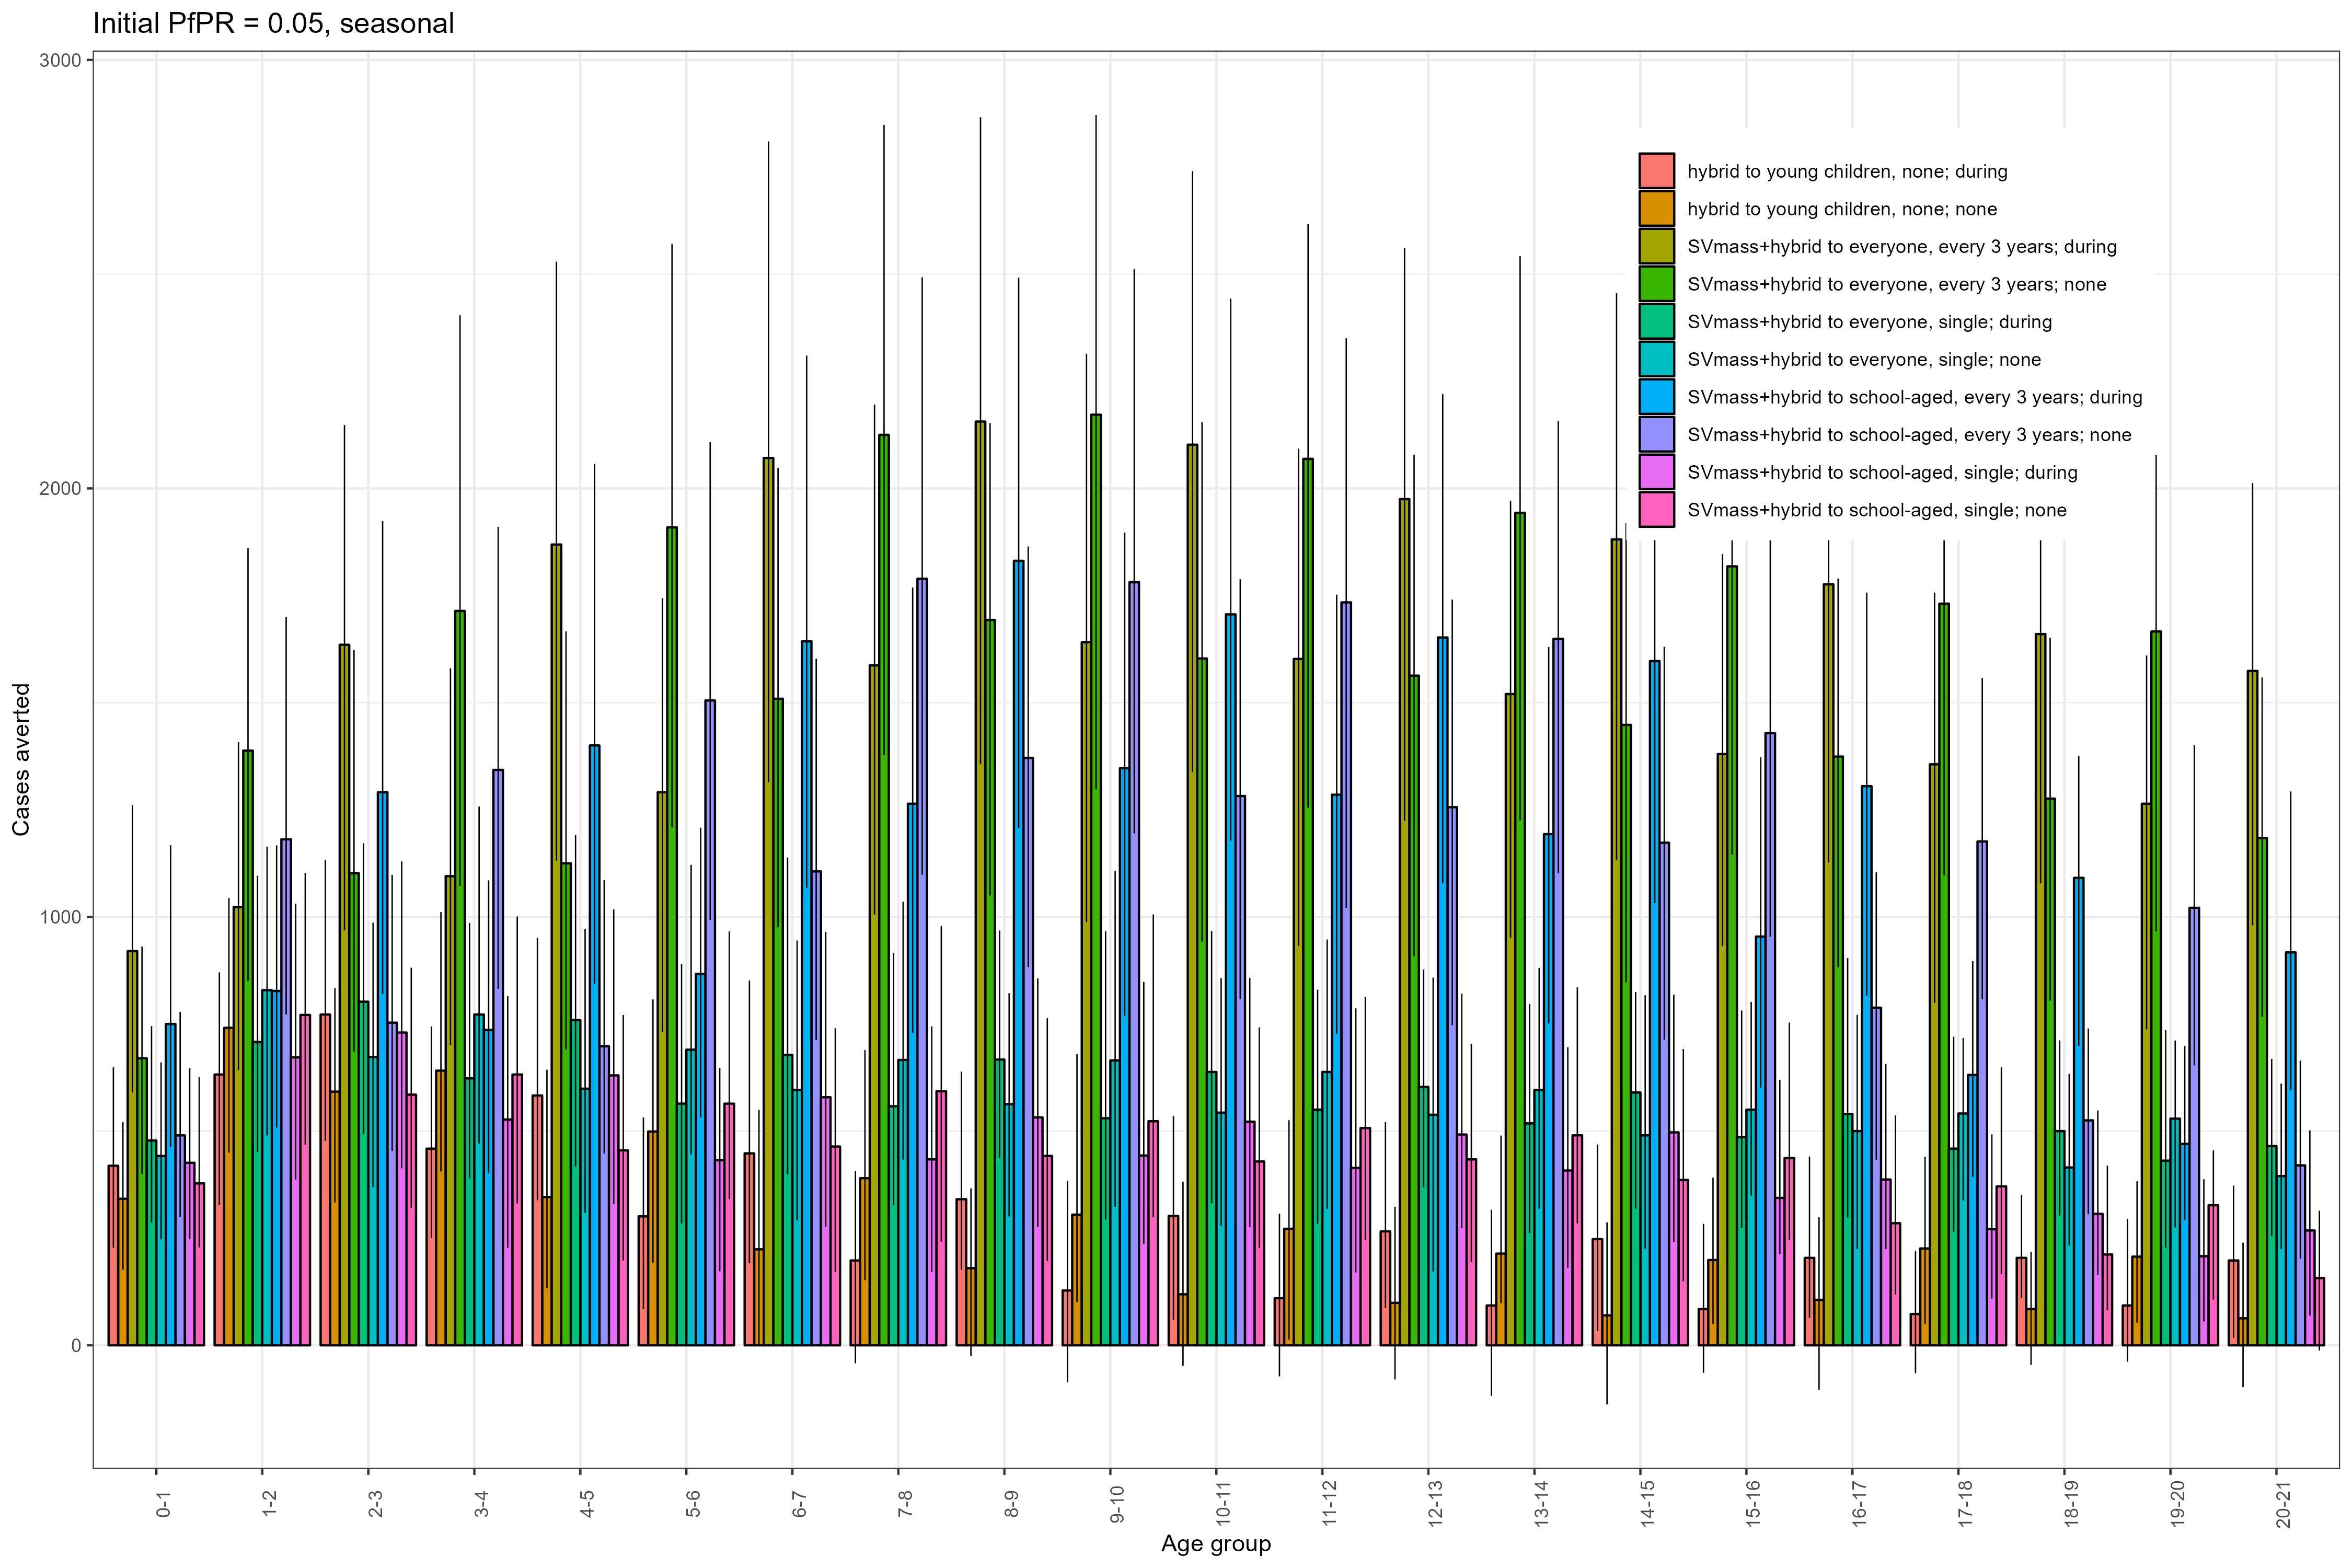 Initial PfPR = 0.05, seasonal
3000
2000
1000
0
Cases averted
hybrid to young children, none; during
hybrid to young children, none; none
SVmass+hybrid to everyone, every 3 years; during
SVmass+hybrid to everyone, every 3 years; none
SVmass+hybrid to everyone, single; during
SVmass+hybrid to everyone, single; none
SVmass+hybrid to school-aged, every 3 years; during
SVmass+hybrid to school-aged, every 3 years; none
SVmass+hybrid to school-aged, single; during
SVmass+hybrid to school-aged, single; none
0-1
1-2
2-3
3-4
4-5
5-6
6-7
7-8
8-9
9-10
10-11
11-12
12-13
13-14
14-15
15-16
16-17
17-18
18-19
19-20
20-21
Age group